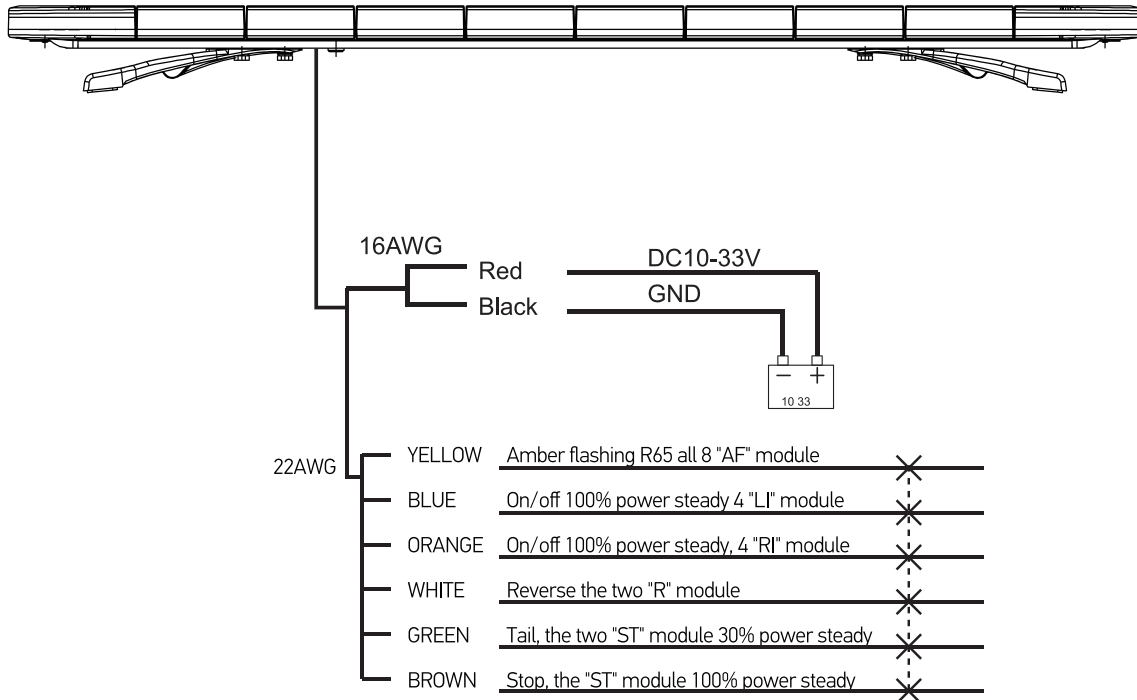 16AWG
Red DC10-33V
Black GND
− +
10 33
22AWG
YELLOW Amber flashing R65 all 8 "AF" module
BLUE On/off 100% power steady 4 "LI" module
ORANGE On/off 100% power steady, 4 "RI" module
WHITE Reverse the two "R" module
GREEN Tail, the two "ST" module 30% power steady
BROWN Stop, the "ST" module 100% power steady